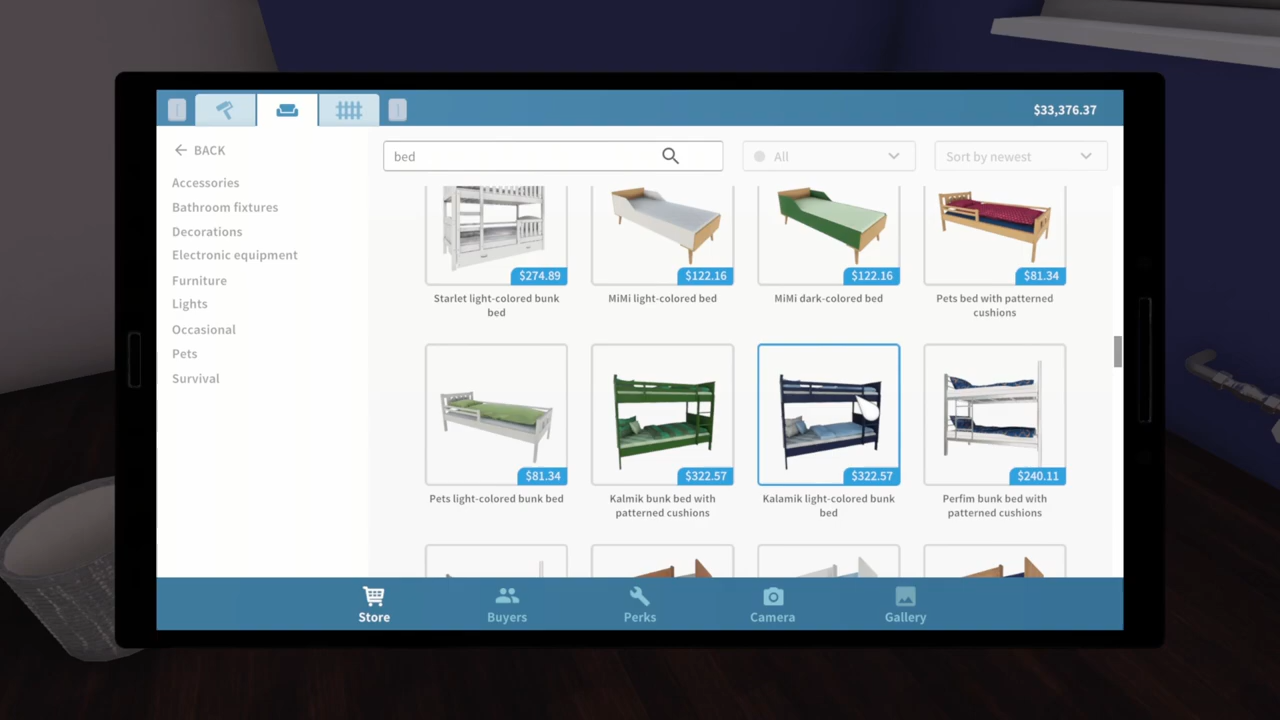 $33,376.37
BACK
Accessories
Bathroom fixtures
Decorations
Electronic equipment
Furniture
Lights
Occasional
Pets
Survival
bed
All
Sort by newest
$274.89
$122.16
$122.16
$81.34
Starlet light-colored bunk
bed
MiMi light-colored bed
MiMi dark-colored bed
Pets bed with patterned
cushions
$81.34
$322.57
$322.57
$240.11
Pets light-colored bunk bed
Kalmik bunk bed with
patterned cushions
Kalamik light-colored bunk
bed
Perfim bunk bed with
patterned cushions
Store
Buyers
Perks
Camera
Gallery